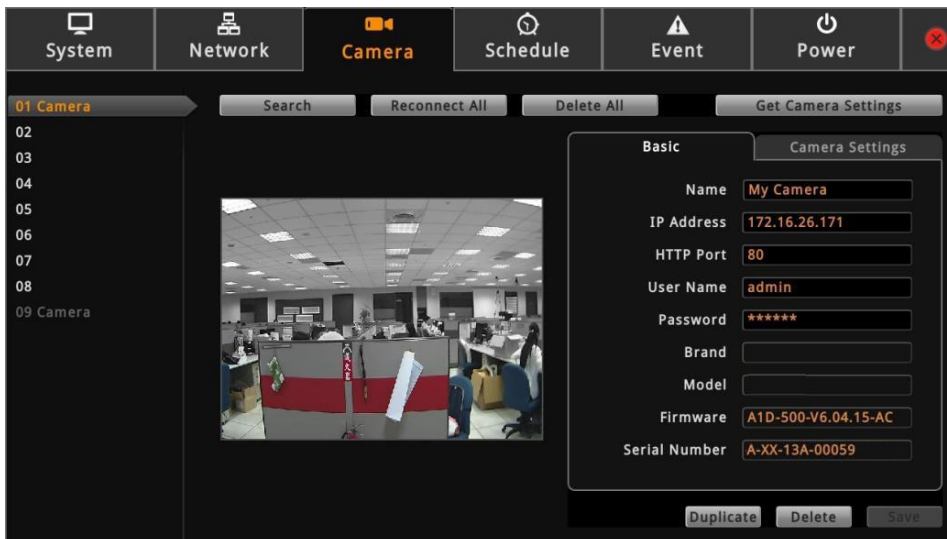 System Network Camera Schedule Event Power
Search Reconnect All Delete All Get Camera Settings
01 Camera
02
03
04
05
06
07
08
09 Camera
Basic Camera Settings
Name My Camera
IP Address 172.16.26.171
HTTP Port 80
User Name admin
Password ******
Brand
Model
Firmware A1D-500-V6.04.15-AC
Serial Number A-XX-13A-00059
Duplicate Delete Save